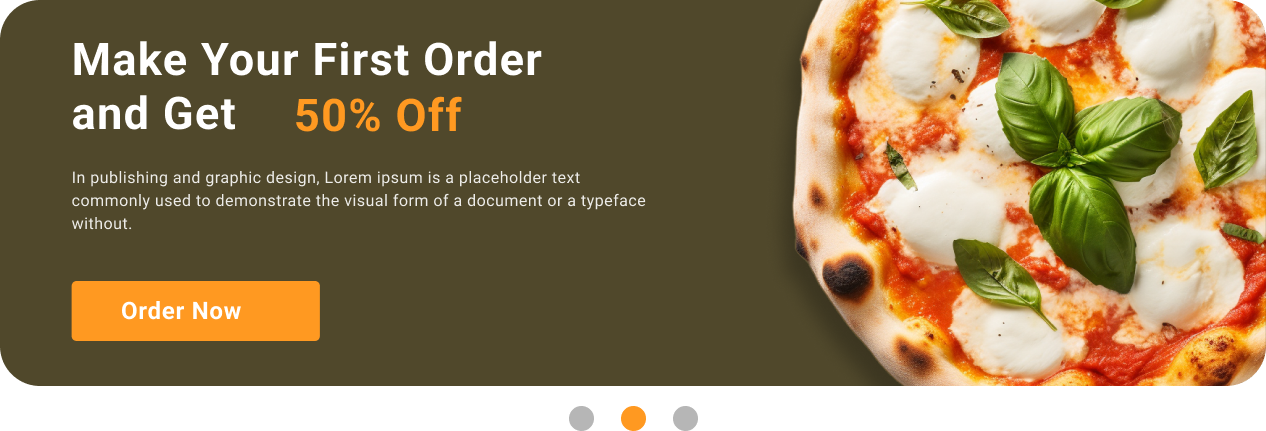 Make Your First Order
and Get 50% Off
In publishing and graphic design, Lorem ipsum is a placeholder text
commonly used to demonstrate the visual form of a document or a typeface
without.
Order Now